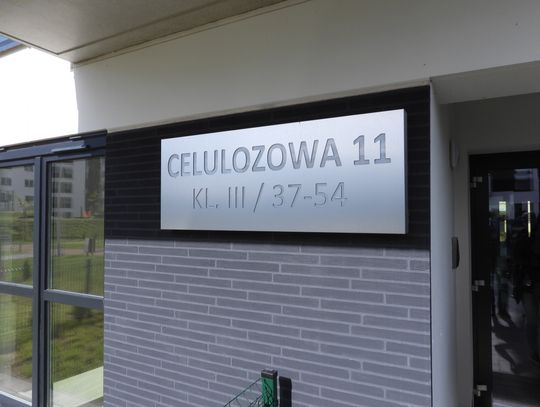 CELULOZOWA 11
KL. III / 37-54